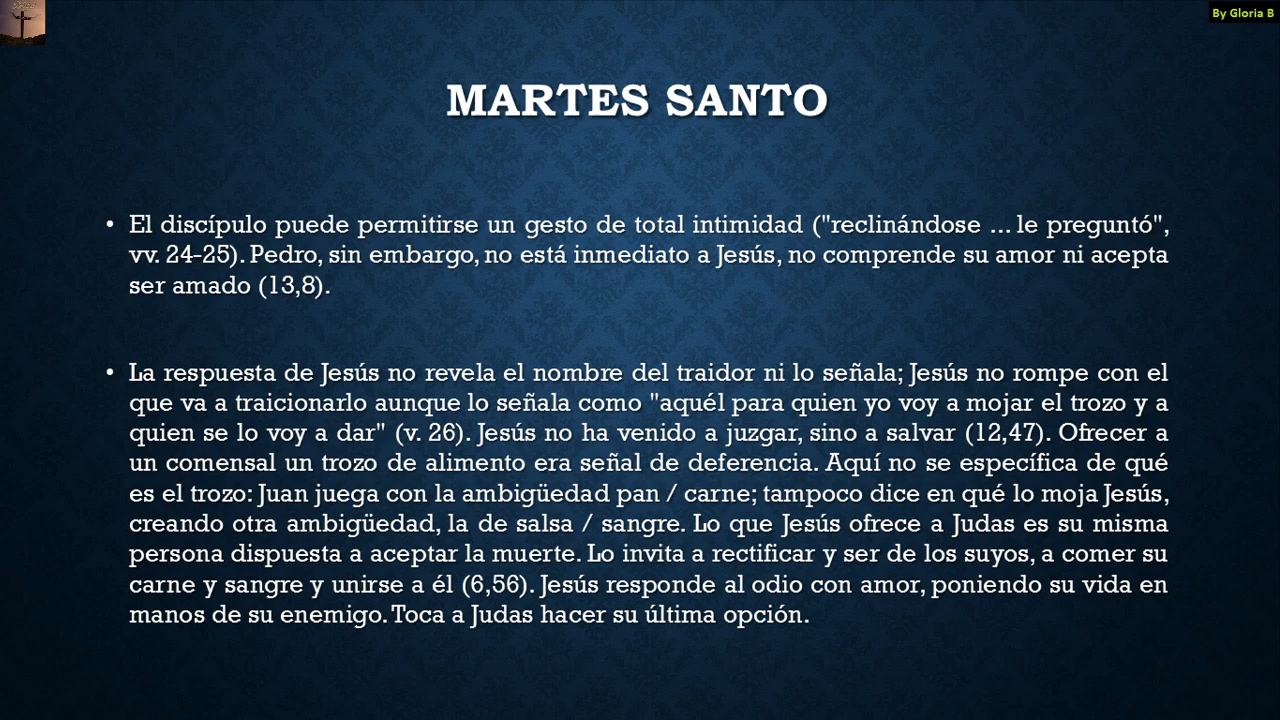 By Gloria B
MARTES SANTO
• El discípulo puede permitirse un gesto de total intimidad ("reclinándose ... le preguntó",
vv. 24-25). Pedro, sin embargo, no está inmediato a Jesús, no comprende su amor ni acepta
ser amado (13,8).
• La respuesta de Jesús no revela el nombre del traidor ni lo señala; Jesús no rompe con el
que va a traicionarlo aunque lo señala como "aquél para quien yo voy a mojar el trozo y a
quien se lo voy a dar" (v. 26). Jesús no ha venido a juzgar, sino a salvar (12,47). Ofrecer a
un comensal un trozo de alimento era señal de deferencia. Aquí no se específica de qué
es el trozo: Juan juega con la ambigüedad pan / carne; tampoco dice en qué lo moja Jesús,
creando otra ambigüedad, la de salsa / sangre. Lo que Jesús ofrece a Judas es su misma
persona dispuesta a aceptar la muerte. Lo invita a rectificar y ser de los suyos, a comer su
carne y sangre y unirse a él (6,56). Jesús responde al odio con amor, poniendo su vida en
manos de su enemigo. Toca a Judas hacer su última opción.